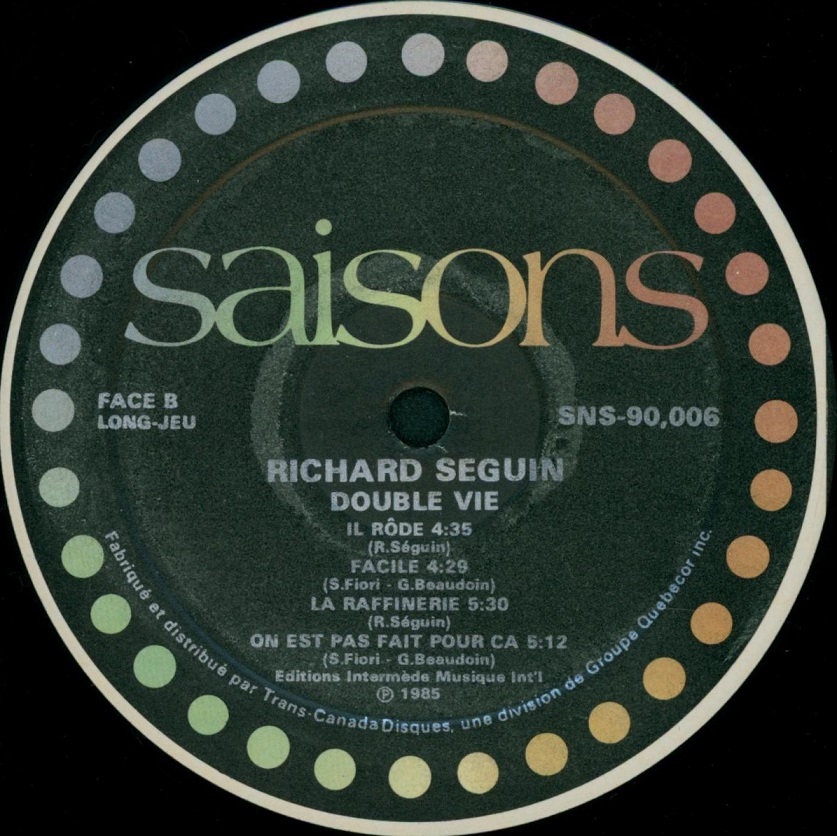 saisons
FACE B
LONG-JEU
SNS-90,006
RICHARD SEGUIN
DOUBLE VIE
IL RÔDE 4:35
(R.Séguin)
FACILE 4:29
(S.Fiori - G.Beaudoin)
LA RAFFINERIE 5:30
(R.Séguin)
ON EST PAS FAIT POUR CA 5:12
(S.Fiori - G.Beaudoin)
Editions Intermède Musique Int'l
℗ 1985
Fabriqué et distribué par Trans-Canada Disques, une division de Groupe Quebecor inc.